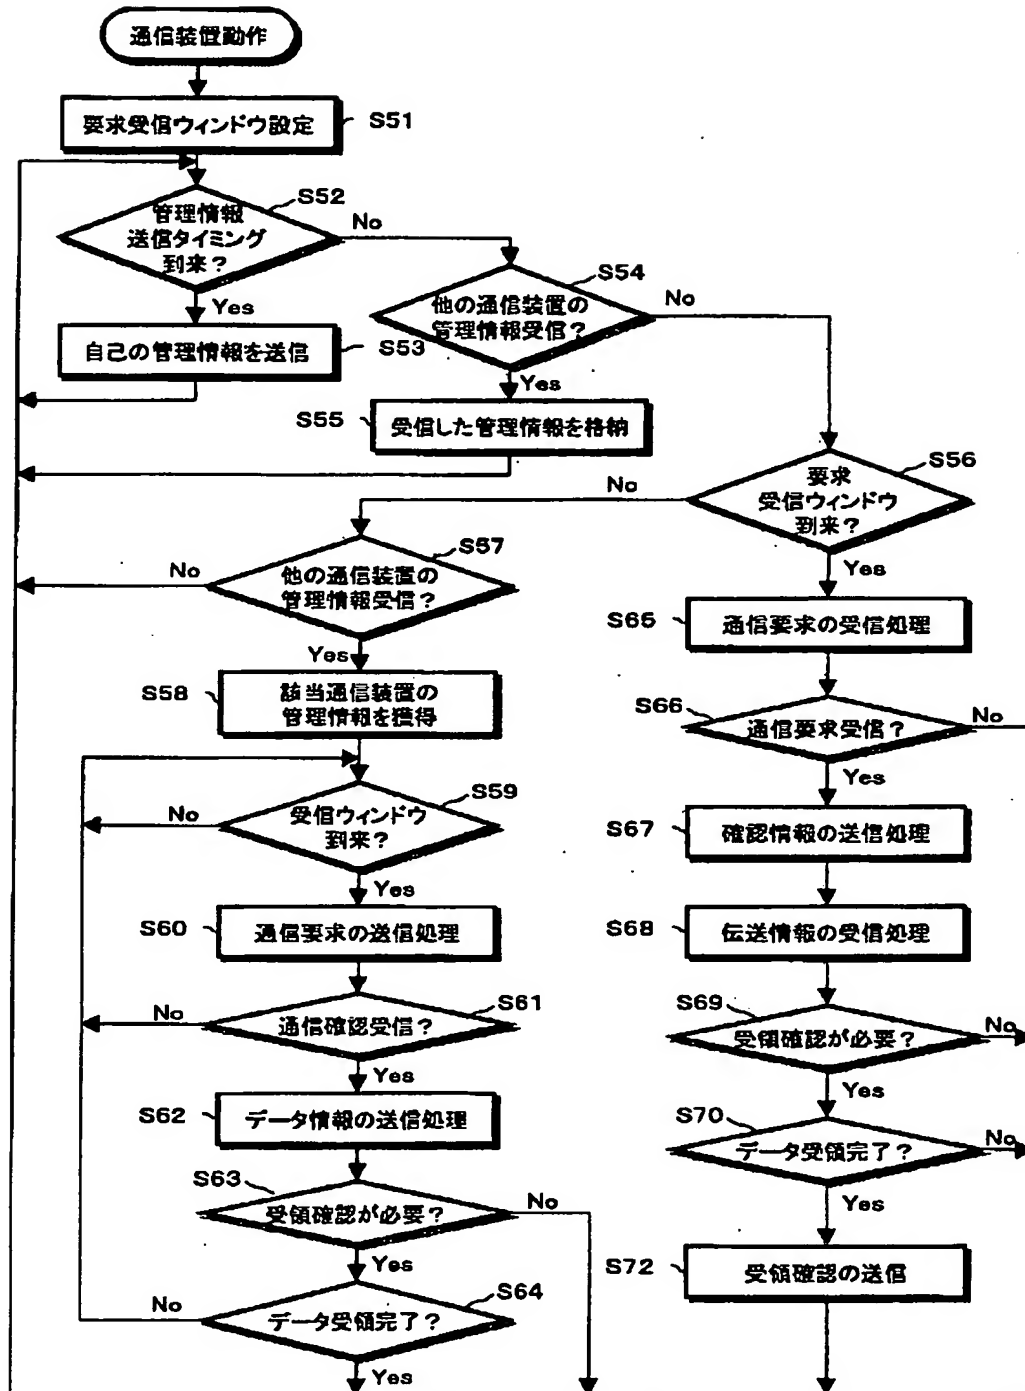 通信装置動作
要求受信ウィンドウ設定
S51
S52
管理情報
送信タイミング
到来?
No
Yes
自己の管理情報を送信
S53
S54
他の通信装置の
管理情報受信?
No
Yes
S55
受信した管理情報を格納
S56
要求
受信ウィンドウ
到来?
No
Yes
S57
他の通信装置の
管理情報受信?
No
Yes
S58
該当通信装置の
管理情報を獲得
S59
受信ウィンドウ
到来?
No
Yes
S60
通信要求の送信処理
S61
通信確認受信?
No
Yes
S62
データ情報の送信処理
S63
受領確認が必要?
No
Yes
S64
データ受領完了?
No
Yes
S65
通信要求の受信処理
S66
通信要求受信?
No
Yes
S67
確認情報の送信処理
S68
伝送情報の受信処理
S69
受領確認が必要?
No
Yes
S70
データ受領完了?
No
Yes
S72
受領確認の送信